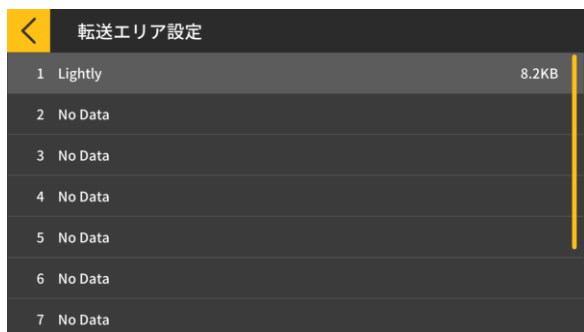 転送エリア設定
1 Lightly 8.2KB
2 No Data
3 No Data
4 No Data
5 No Data
6 No Data
7 No Data